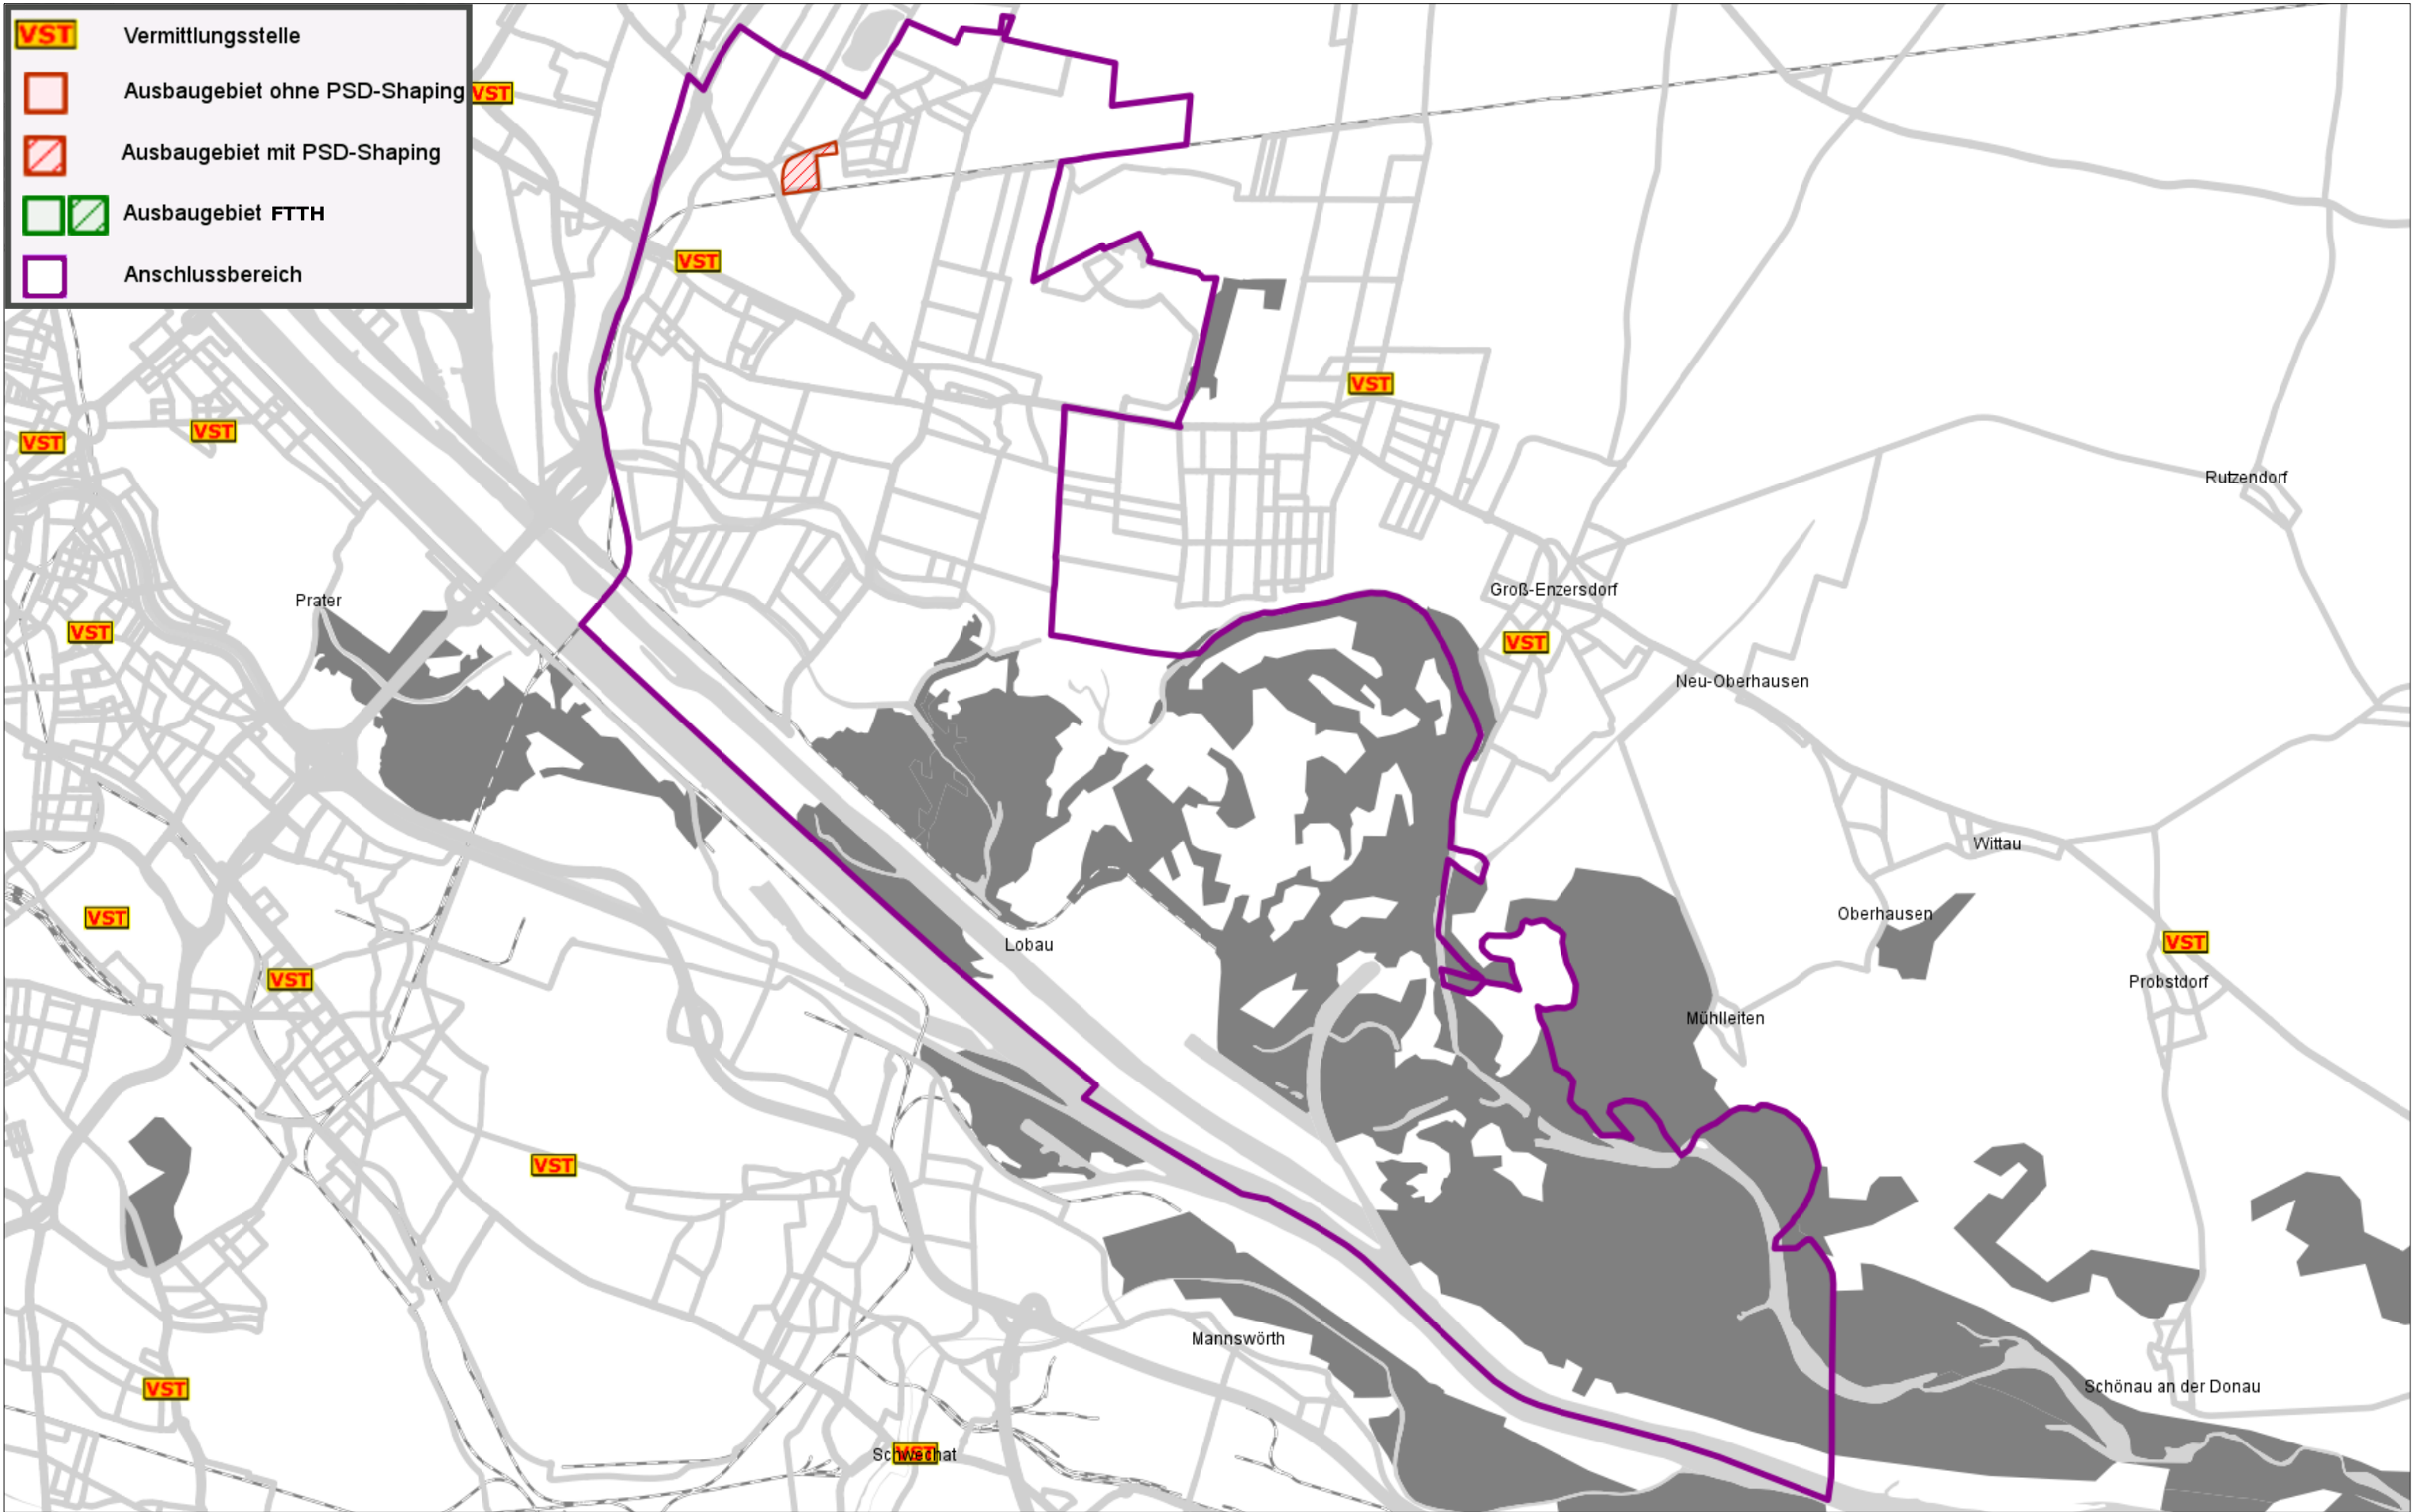 VST Vermittlungsstelle
Ausbaugebiet ohne PSD-Shaping
VST
Ausbaugebiet mit PSD-Shaping
Ausbaugebiet FTTH
VST
Anschlussbereich
VST
VST
VST
Rutzendorf
Groß-Enzersdorf
Prater
VST
VST
Neu-Oberhausen
Wittau
VST
Oberhausen
Lobau
VST
VST
Probstdorf
Mühlleiten
VST
Mannswörth
VST
Schönau an der Donau
Schwechat
VST